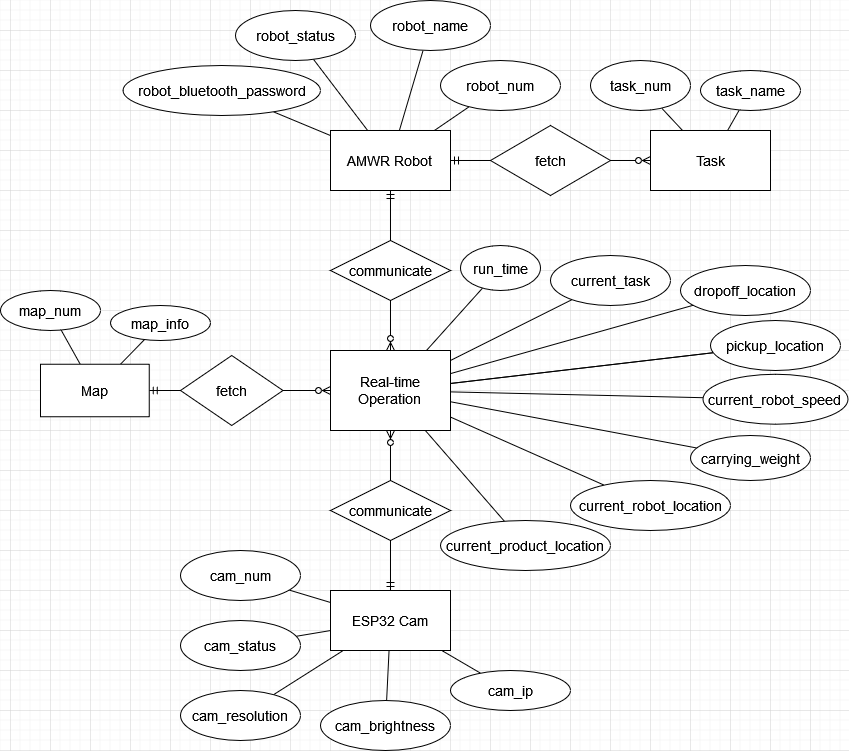 robot_name
robot_status
robot_bluetooth_password
robot_num
task_num
task_name
AMWR Robot
fetch
Task
communicate
run_time
current_task
dropoff_location
map_num
map_info
pickup_location
Map
fetch
Real-time
Operation
current_robot_speed
carrying_weight
current_robot_location
communicate
current_product_location
cam_num
ESP32 Cam
cam_status
cam_ip
cam_resolution
cam_brightness